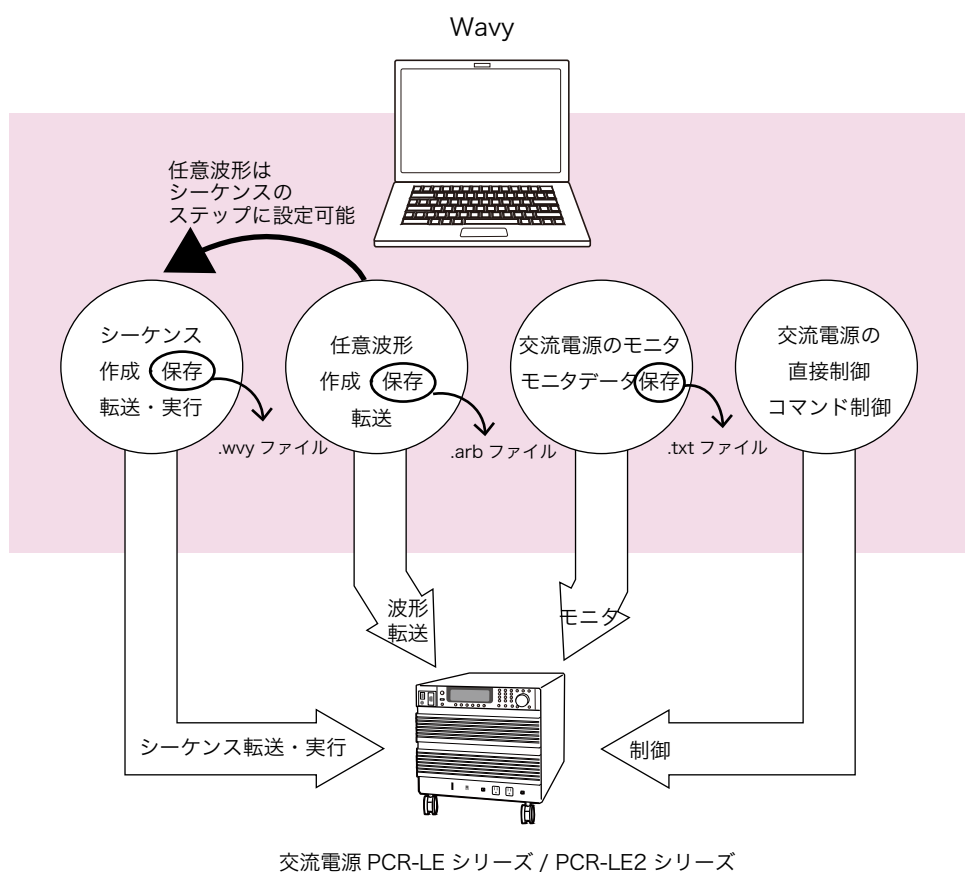 Wavy
任意波形は
シーケンスの
ステップに設定可能
シーケンス
作成・保存
転送・実行
.wvy ファイル
任意波形
作成・保存
転送
.arb ファイル
交流電源のモニタ
モニタデータ保存
.txt ファイル
交流電源の
直接制御
コマンド制御
波形
転送
モニタ
シーケンス転送・実行
制御
交流電源 PCR-LE シリーズ / PCR-LE2 シリーズ